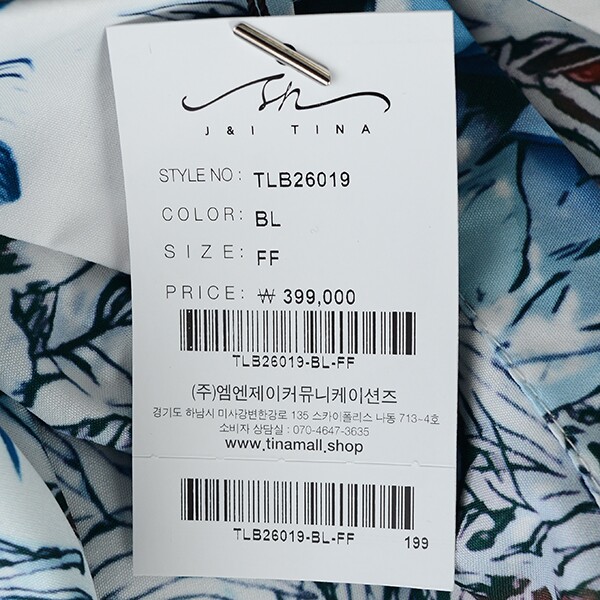 J & I TINA
STYLE NO : TLB26019
COLOR: BL
SIZE: FF
PRICE: ₩ 399,000
TLB26019-BL-FF
(주)엠엔제이커뮤니케이션즈
경기도 하남시 미사강변한강로 135 스카이폴리스 나동 713-4호
소비자 상담실 : 070-4647-3635
www.tinamall.shop
TLB26019-BL-FF 199